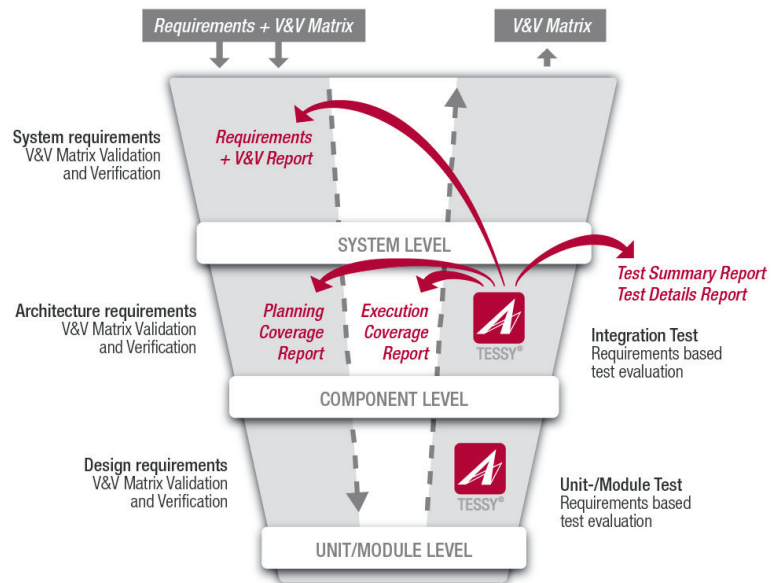 Requirements + V&V Matrix
V&V Matrix
System requirements
V&V Matrix Validation
and Verification
Requirements
+ V&V Report
SYSTEM LEVEL
Test Summary Report
Test Details Report
Architecture requirements
V&V Matrix Validation
and Verification
Planning
Coverage
Report
Execution
Coverage
Report
TESSY®
Integration Test
Requirements based
test evaluation
COMPONENT LEVEL
Design requirements
V&V Matrix Validation
and Verification
TESSY®
Unit-/Module Test
Requirements based
test evaluation
UNIT/MODULE LEVEL